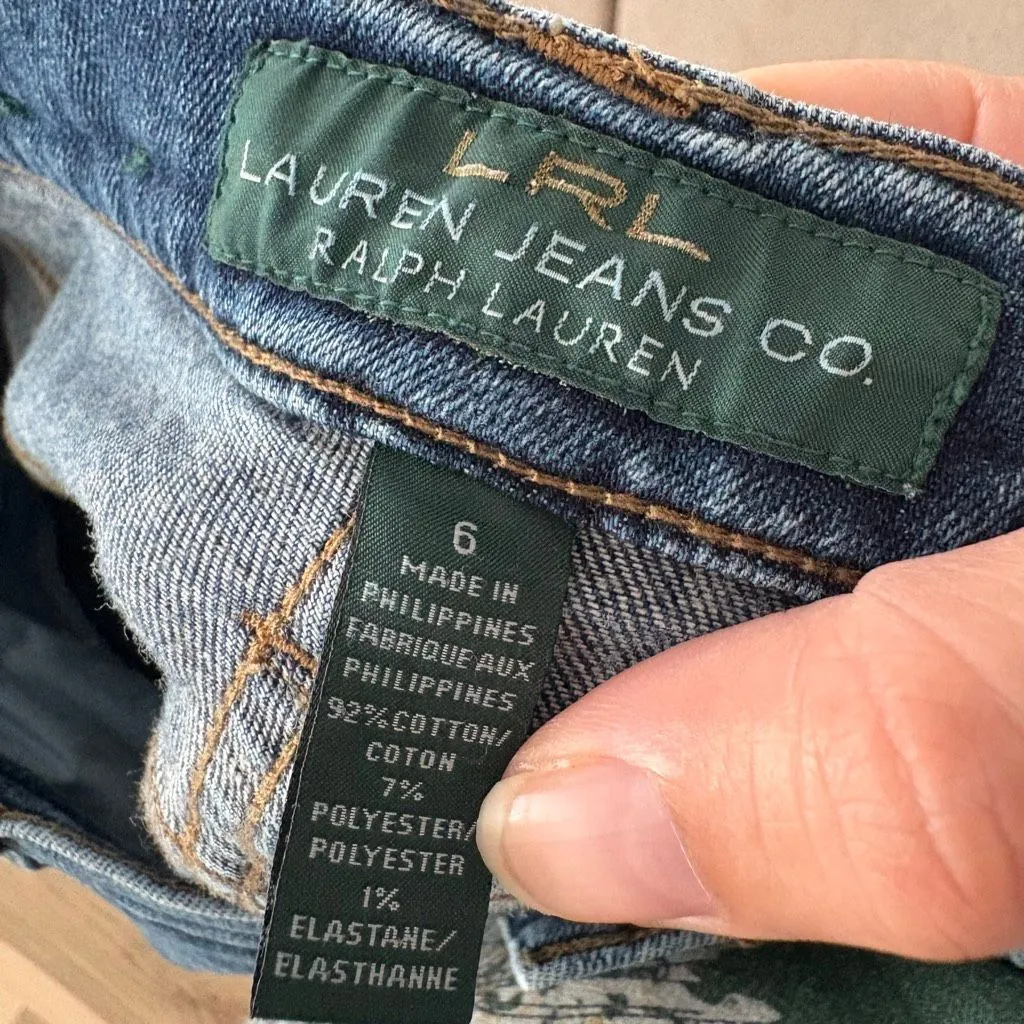 LRL
LAUREN JEANS CO.
RALPH LAUREN
6
MADE IN
PHILIPPINES
FABRIQUE AUX
PHILIPPINES
92% COTTON/
COTON
7%
POLYESTER/
POLYESTER
1%
ELASTANE/
ELASTHANNE